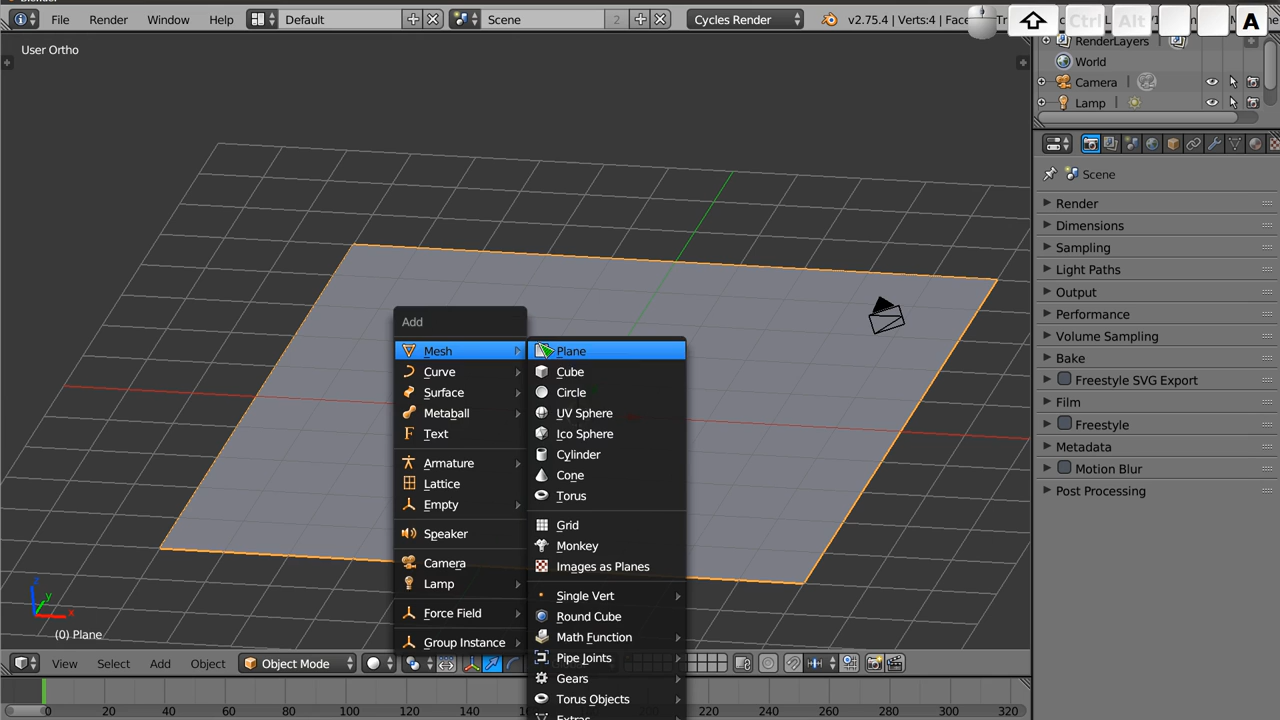 File Render Window Help Default Scene 2 Cycles Render v2.75.4 | Verts:4 | Face Ctrl Alt A
User Ortho
RenderLayers
World
Camera
Lamp
Scene
Render
Dimensions
Sampling
Light Paths
Output
Performance
Volume Sampling
Bake
Freestyle SVG Export
Film
Freestyle
Metadata
Motion Blur
Post Processing
Add
Mesh
Curve
Surface
Metaball
Text
Armature
Lattice
Empty
Speaker
Camera
Lamp
Force Field
Group Instance
Plane
Cube
Circle
UV Sphere
Ico Sphere
Cylinder
Cone
Torus
Grid
Monkey
Images as Planes
Single Vert
Round Cube
Math Function
Pipe Joints
Gears
Torus Objects
Extras
z
y
x
(0) Plane
View Select Add Object Object Mode
0 20 40 60 80 100 120 140 220 240 260 280 300 320